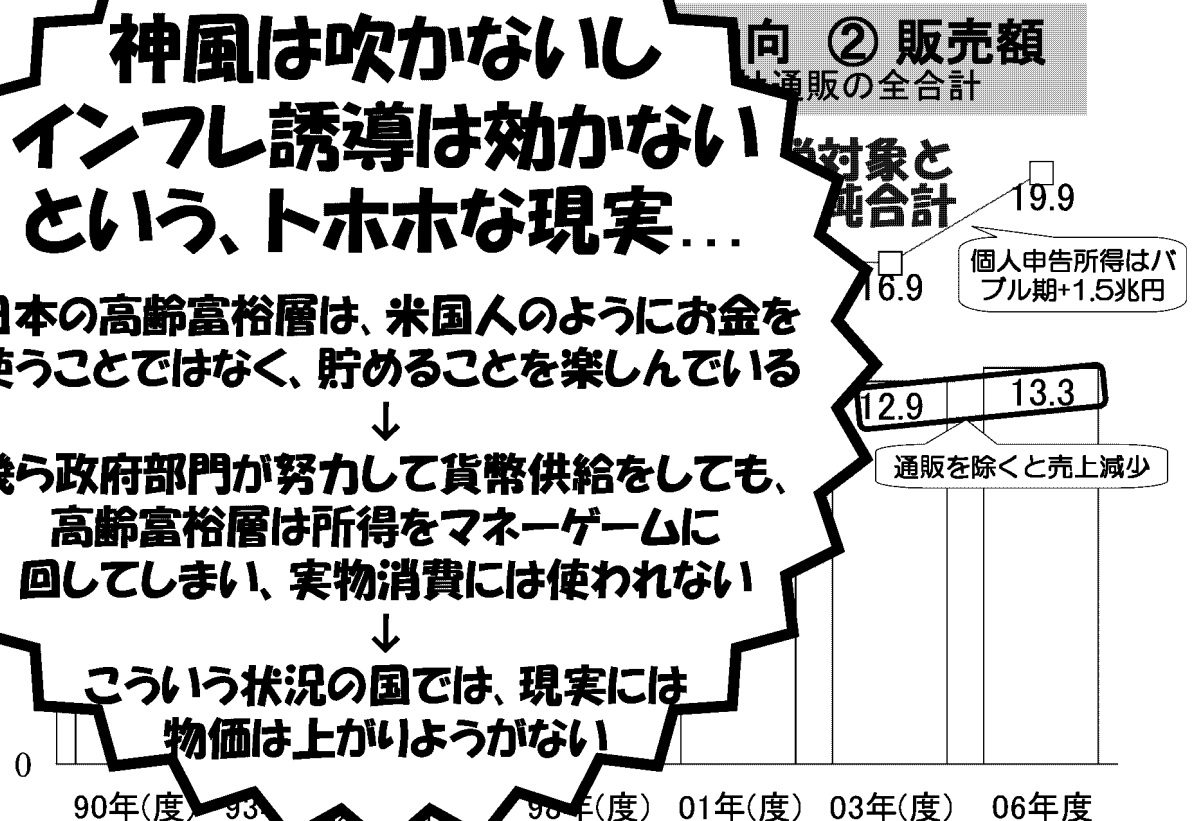 神風は吹かないし
インフレ誘導は効かない
という、トホホな現実…
日本の高齢富裕層は、米国人のようにお金を
使うことではなく、貯めることを楽しんでいる
↓
幾ら政府部門が努力して貨幣供給をしても、
高齢富裕層は所得をマネーゲームに
回してしまい、実物消費には使われない
↓
こういう状況の国では、現実には
物価は上がりようがない
向 ② 販売額
通販の全合計
対象と
純合計
19.9
16.9
個人申告所得はバ
ブル期+1.5兆円
12.9
13.3
通販を除くと売上減少
0
90年(度)
93
98年(度)
01年(度)
03年(度)
06年度